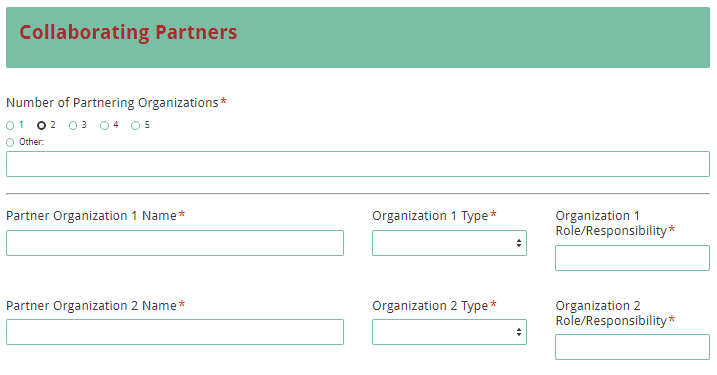 Collaborating Partners
Number of Partnering Organizations*
1 2 3 4 5
Other:
Partner Organization 1 Name* Organization 1 Type* Organization 1
Role/Responsibility*
Partner Organization 2 Name* Organization 2 Type* Organization 2
Role/Responsibility*